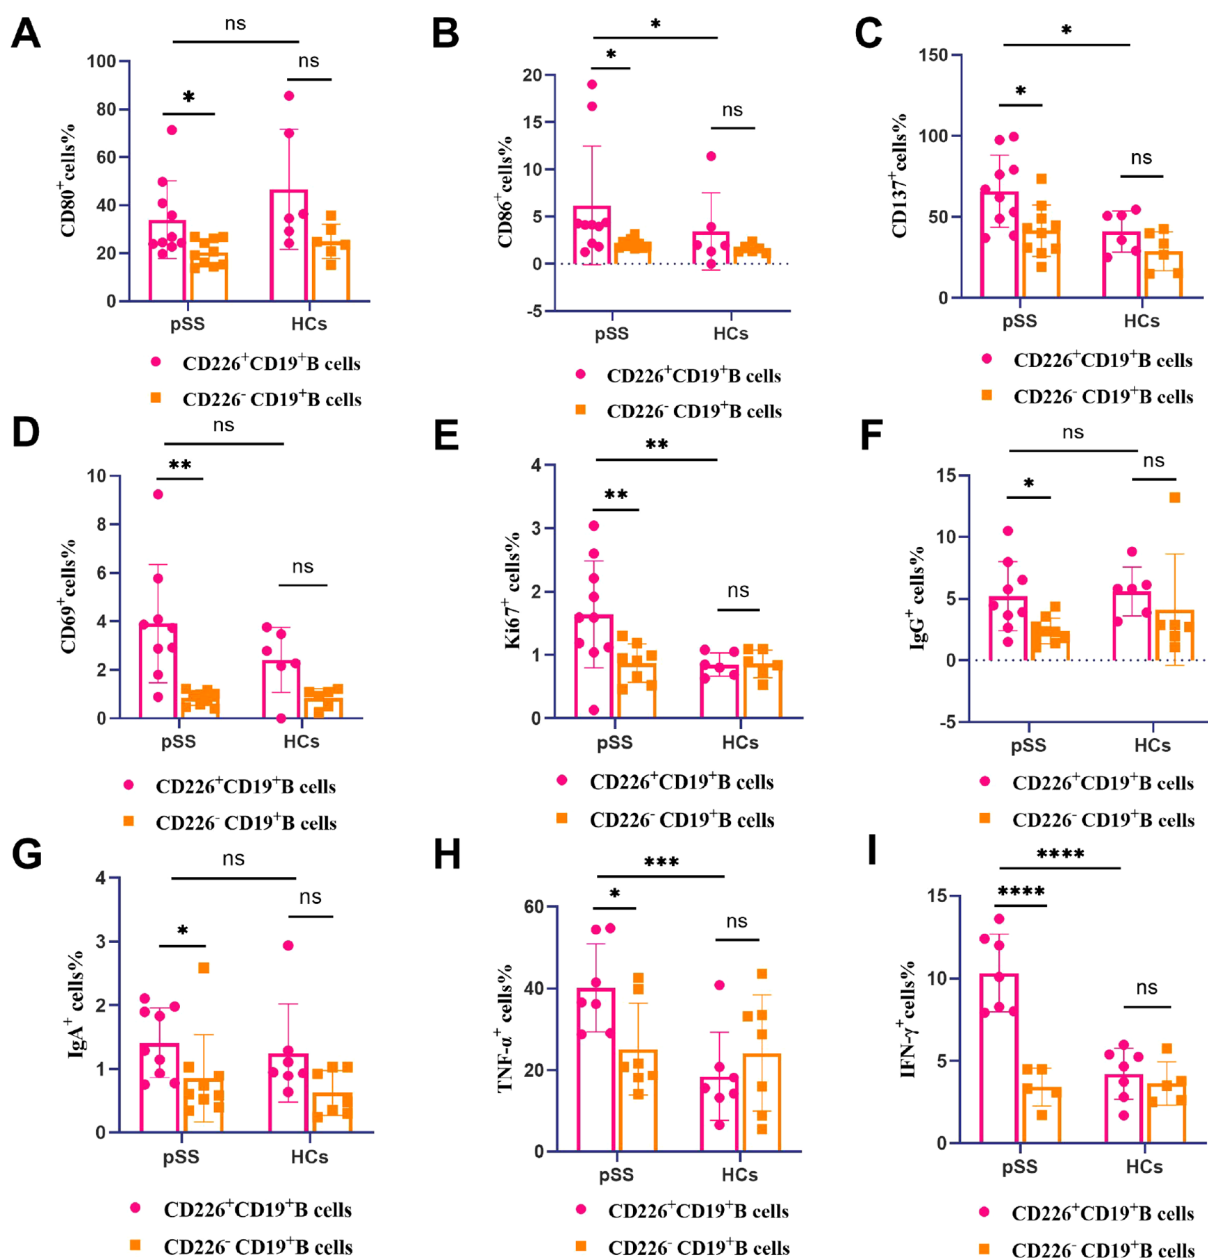 A
ns
ns
*
100
80
60
40
20
0
CD80⁺cells%
pSS
HCs
CD226⁺CD19⁺B cells
CD226⁻ CD19⁺B cells
B
*
*
ns
20
15
10
5
0
-5
CD86⁺cells%
pSS
HCs
CD226⁺CD19⁺B cells
CD226⁻ CD19⁺B cells
C
*
*
ns
150
100
50
0
CD137⁺cells%
pSS
HCs
CD226⁺CD19⁺B cells
CD226⁻ CD19⁺B cells
D
ns
**
ns
10
8
6
4
2
0
CD69⁺cells%
pSS
HCs
CD226⁺CD19⁺B cells
CD226⁻ CD19⁺B cells
E
**
**
ns
4
3
2
1
0
Ki67⁺ cells%
pSS
HCs
CD226⁺CD19⁺B cells
CD226⁻ CD19⁺B cells
F
ns
ns
*
15
10
5
0
-5
IgG⁺ cells%
pSS
HCs
CD226⁺CD19⁺B cells
CD226⁻ CD19⁺B cells
G
ns
ns
*
4
3
2
1
0
IgA⁺ cells%
pSS
HCs
CD226⁺CD19⁺B cells
CD226⁻ CD19⁺B cells
H
***
*
ns
60
40
20
0
TNF-α⁺ cells%
pSS
HCs
CD226⁺CD19⁺B cells
CD226⁻ CD19⁺B cells
I
****
****
ns
15
10
5
0
IFN-γ⁺cells%
pSS
HCs
CD226⁺CD19⁺B cells
CD226⁻ CD19⁺B cells